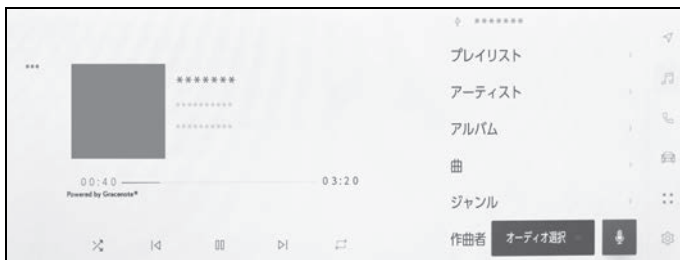 *******
プレイリスト
•••
*******
アーティスト
**********
**********
アルバム
曲
00:40
03:20
Powered by Gracenote®
ジャンル
作曲者
オーディオ選択